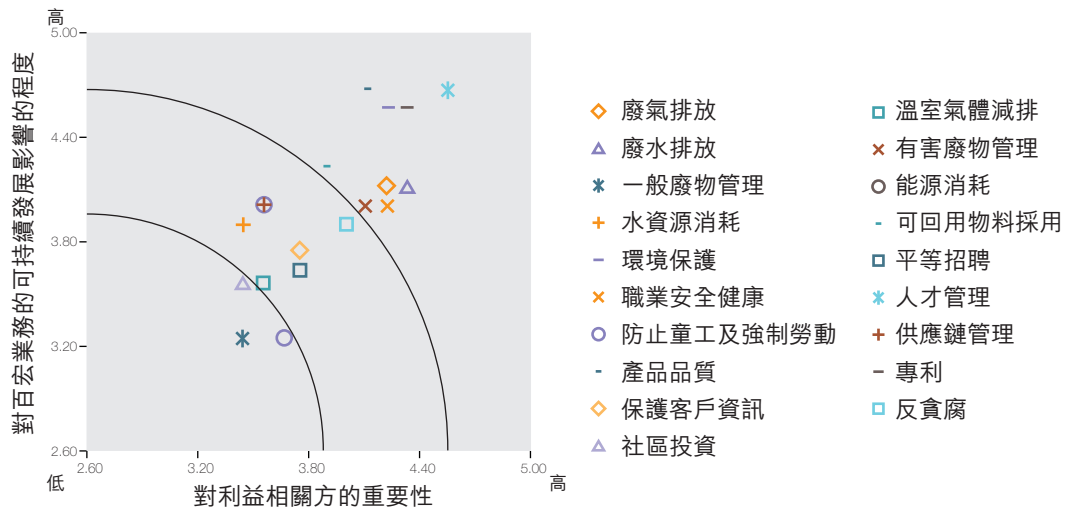 高
5.00
4.40
3.80
3.20
2.60
對百宏業務的可持續發展影響的程度
2.60 3.20 3.80 4.40 5.00
低
高
對利益相關方的重要性
廢氣排放
廢水排放
一般廢物管理
水資源消耗
環境保護
職業安全健康
防止童工及強制勞動
產品品質
保護客戶資訊
社區投資
溫室氣體減排
有害廢物管理
能源消耗
可回用物料採用
平等招聘
人才管理
供應鏈管理
專利
反貪腐